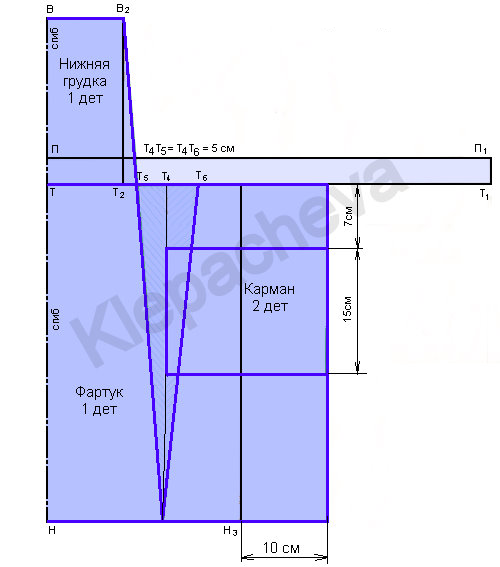 В
В2
сгиб
Нижняя
грудка
1 дет
П
Т4Т5= Т4Т6 = 5 см
П1
Т
Т2
Т5
Т4
Т6
Т1
7см
Карман
2 дет
15см
сгиб
Фартук
1 дет
Klepacheva
Н
Н3
10 см